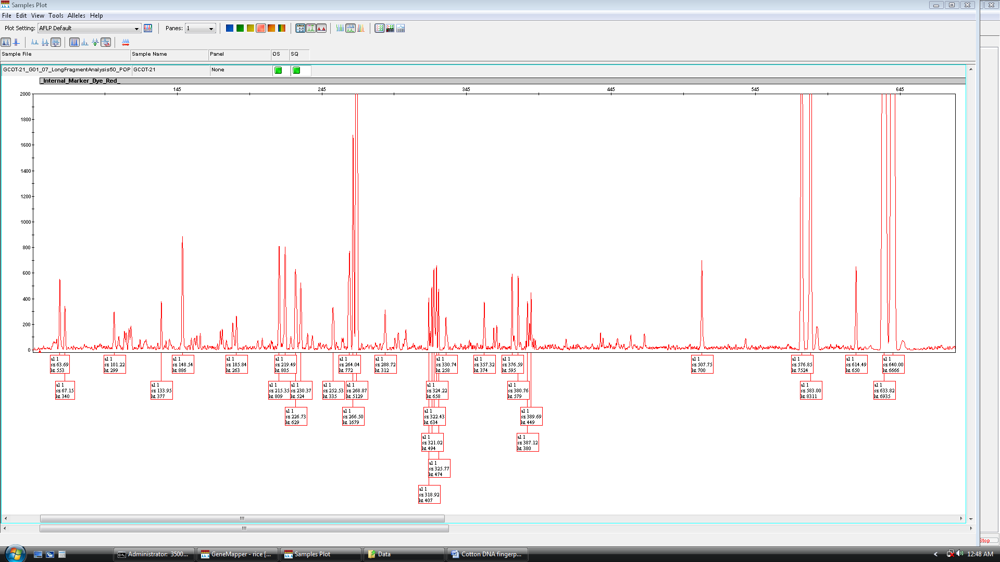 Samples Plot
File Edit View Tools Alleles Help
Plot Setting: AFLP Default Panes: 1
Sample File Sample Name Panel OS SQ
GCOT-21_G01_07_LongFragmentAnalysis50_POP GCOT-21 None
_Internal_Marker_Dye_Red_
145 245 345 445 545 645
2000
1800
1600
1400
1200
1000
800
600
400
200
0
al 1
sz 63.69
ht 553
al 1
sz 101.22
ht 299
al 1
sz 148.54
ht 886
al 1
sz 185.84
ht 263
al 1
sz 219.49
ht 805
al 1
sz 264.04
ht 772
al 1
sz 288.72
ht 312
al 1
sz 330.74
ht 258
al 1
sz 357.32
ht 374
al 1
sz 376.59
ht 595
al 1
sz 507.75
ht 700
al 1
sz 576.85
ht 7524
al 1
sz 614.49
ht 650
al 1
sz 640.00
ht 6666
al 1
sz 67.15
ht 340
al 1
sz 133.95
ht 377
al 1
sz 215.35
ht 809
al 1
sz 230.37
ht 524
al 1
sz 252.53
ht 335
al 1
sz 268.87
ht 5129
al 1
sz 324.22
ht 658
al 1
sz 380.76
ht 579
al 1
sz 583.00
ht 8311
al 1
sz 633.82
ht 6935
al 1
sz 226.73
ht 629
al 1
sz 266.50
ht 1679
al 1
sz 322.43
ht 634
al 1
sz 389.69
ht 449
al 1
sz 321.02
ht 494
al 1
sz 387.12
ht 380
al 1
sz 325.77
ht 474
al 1
sz 318.92
ht 407
Stop
Administrator: 3500... GeneMapper - rice [... Samples Plot Data Cotton DNA fingerp... 12:48 AM